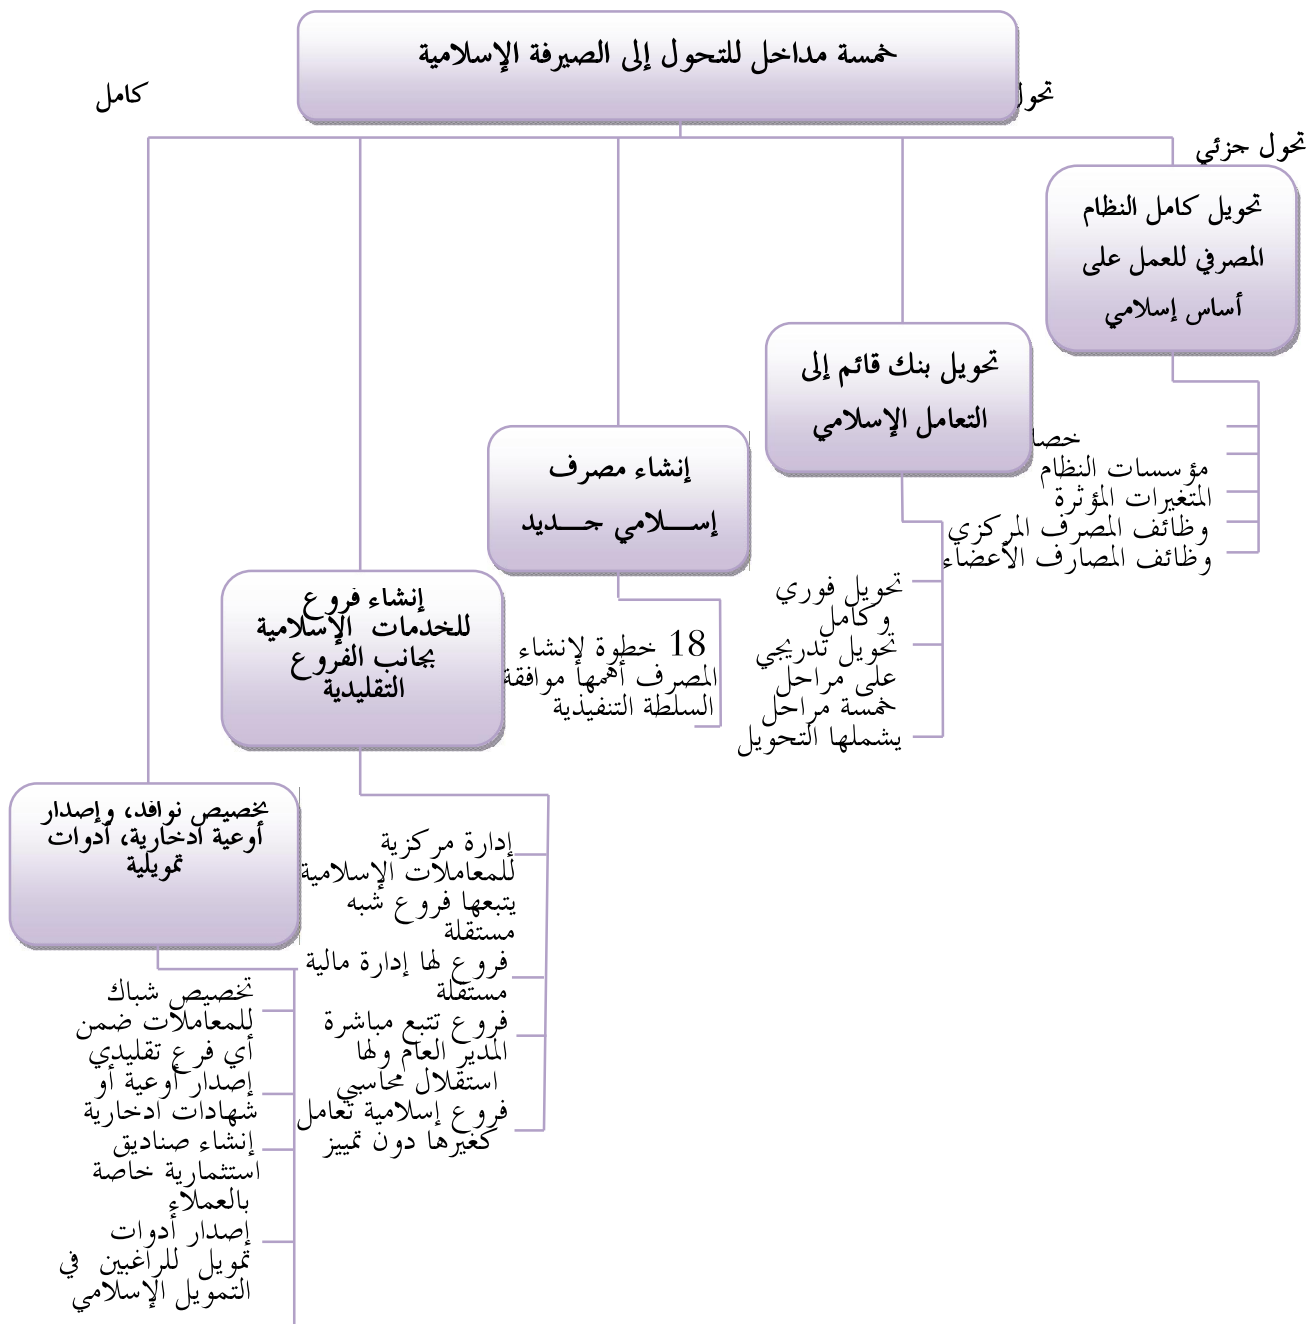 خمسة مداخل للتحول إلى الصيرفة الإسلامية
تحول
كامل
تحول جزئي
تحويل كامل النظام
المصرفي للعمل على
أساس إسلامي
مؤسسات النظام
المتغيرات المؤثرة
وظائف المصرف المركزي
وظائف المصارف الأعضاء
تحويل بنك قائم إلى
التعامل الإسلامي
تحويل فوري
وكامل
تحويل تدريجي
على مراحل
خمسة مراحل
يشملها التحويل
إنشاء مصرف
إســـلامي جـــديد
18 خطوة لإنشاء
المصرف أهمها موافقة
السلطة التنفيذية
إنشاء فروع
للخدمات الإسلامية
بجانب الفروع
التقليدية
إدارة مركزية
للمعاملات الإسلامية
يتبعها فروع شبه
مستقلة
فروع لها إدارة مالية
مستقلة
فروع تتبع مباشرة
المدير العام ولها
استقلال محاسبي
فروع إسلامية تعامل
كغيرها دون تمييز
تخصيص نوافد، وإصدار
أوعية ادخارية، أدوات
تمويلية
تخصيص شباك
للمعاملات ضمن
أي فرع تقليدي
إصدار أوعية أو
شهادات ادخارية
إنشاء صناديق
استثمارية خاصة
بالعملاء
إصدار أدوات
تمويل للراغبين في
التمويل الإسلامي